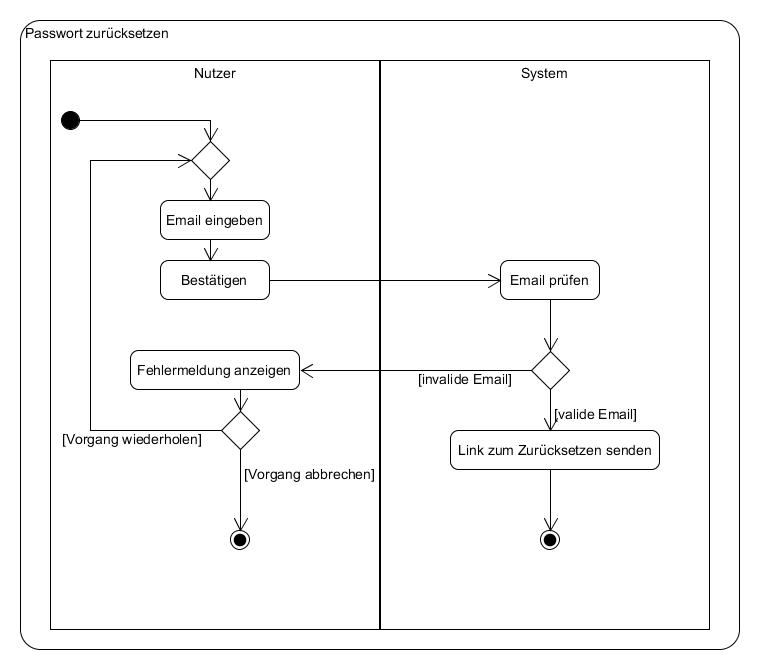 Passwort zurücksetzen
Nutzer
System
Email eingeben
Bestätigen
Email prüfen
Fehlermeldung anzeigen
[invalide Email]
[valide Email]
[Vorgang wiederholen]
Link zum Zurücksetzen senden
[Vorgang abbrechen]